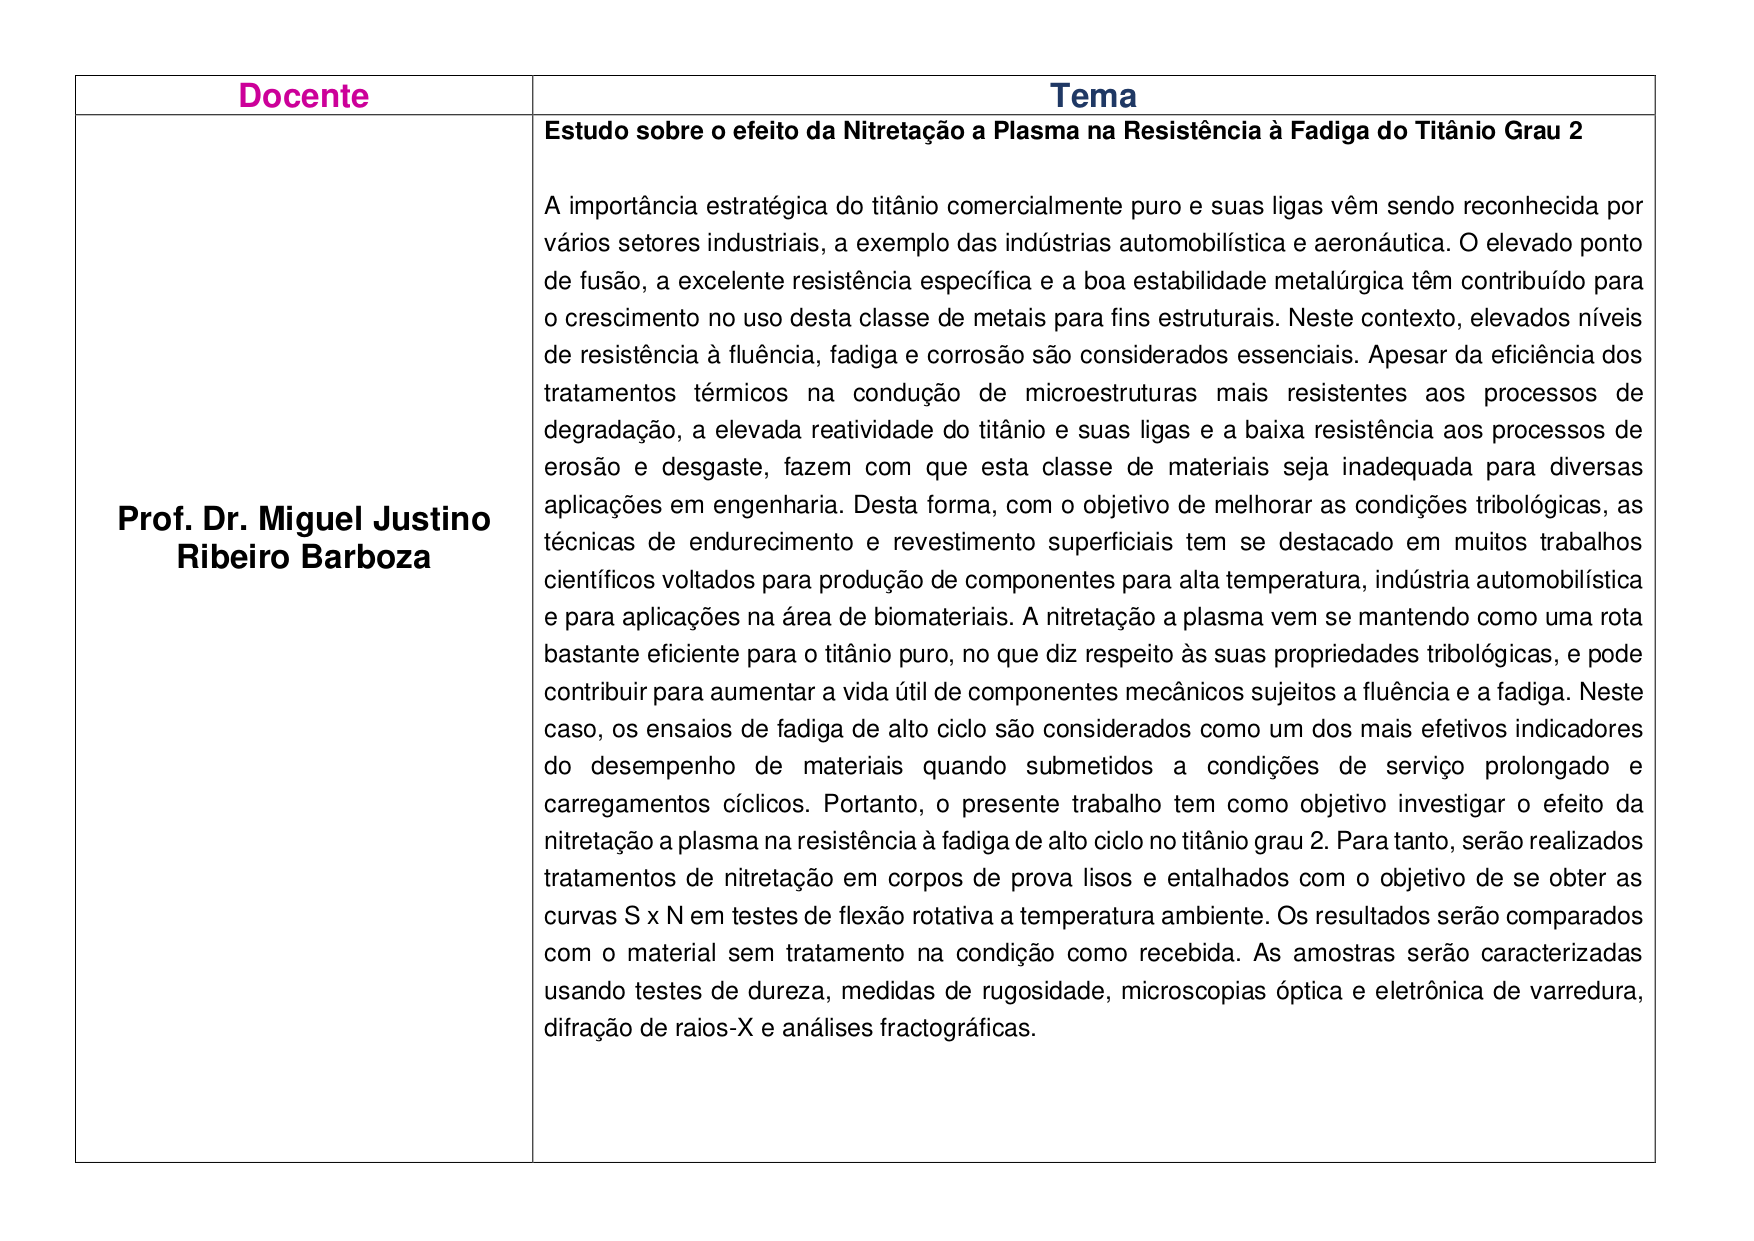 Docente
Tema
Prof. Dr. Miguel Justino
Ribeiro Barboza
Estudo sobre o efeito da Nitretação a Plasma na Resistência à Fadiga do Titânio Grau 2
A importância estratégica do titânio comercialmente puro e suas ligas vêm sendo reconhecida por
vários setores industriais, a exemplo das indústrias automobilística e aeronáutica. O elevado ponto
de fusão, a excelente resistência específica e a boa estabilidade metalúrgica têm contribuído para
o crescimento no uso desta classe de metais para fins estruturais. Neste contexto, elevados níveis
de resistência à fluência, fadiga e corrosão são considerados essenciais. Apesar da eficiência dos
tratamentos térmicos na condução de microestruturas mais resistentes aos processos de
degradação, a elevada reatividade do titânio e suas ligas e a baixa resistência aos processos de
erosão e desgaste, fazem com que esta classe de materiais seja inadequada para diversas
aplicações em engenharia. Desta forma, com o objetivo de melhorar as condições tribológicas, as
técnicas de endurecimento e revestimento superficiais tem se destacado em muitos trabalhos
científicos voltados para produção de componentes para alta temperatura, indústria automobilística
e para aplicações na área de biomateriais. A nitretação a plasma vem se mantendo como uma rota
bastante eficiente para o titânio puro, no que diz respeito às suas propriedades tribológicas, e pode
contribuir para aumentar a vida útil de componentes mecânicos sujeitos a fluência e a fadiga. Neste
caso, os ensaios de fadiga de alto ciclo são considerados como um dos mais efetivos indicadores
do desempenho de materiais quando submetidos a condições de serviço prolongado e
carregamentos cíclicos. Portanto, o presente trabalho tem como objetivo investigar o efeito da
nitretação a plasma na resistência à fadiga de alto ciclo no titânio grau 2. Para tanto, serão realizados
tratamentos de nitretação em corpos de prova lisos e entalhados com o objetivo de se obter as
curvas S x N em testes de flexão rotativa a temperatura ambiente. Os resultados serão comparados
com o material sem tratamento na condição como recebida. As amostras serão caracterizadas
usando testes de dureza, medidas de rugosidade, microscopias óptica e eletrônica de varredura,
difração de raios-X e análises fractográficas.